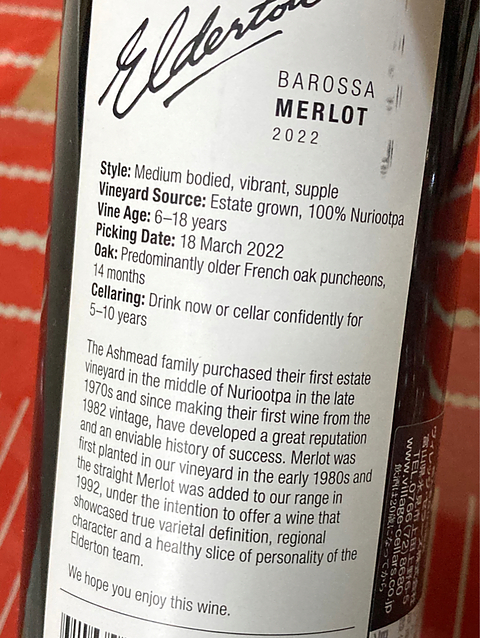 Elderton
BAROSSA
MERLOT
2022
Style: Medium bodied, vibrant, supple
Vineyard Source: Estate grown, 100% Nuriootpa
Vine Age: 6–18 years
Picking Date: 18 March 2022
Oak: Predominantly older French oak puncheons,
14 months
Cellaring: Drink now or cellar confidently for
5–10 years
The Ashmead family purchased their first estate
vineyard in the middle of Nuriootpa in the late
1970s and since making their first wine from the
1982 vintage, have developed a great reputation
and an enviable history of success. Merlot was
first planted in our vineyard in the early 1980s and
the straight Merlot was added to our range in
1992, under the intention to offer a wine that
showcased true varietal definition, regional
character and a healthy slice of personality of the
Elderton team.
We hope you enjoy this wine.
www.village-cellars.co.jp